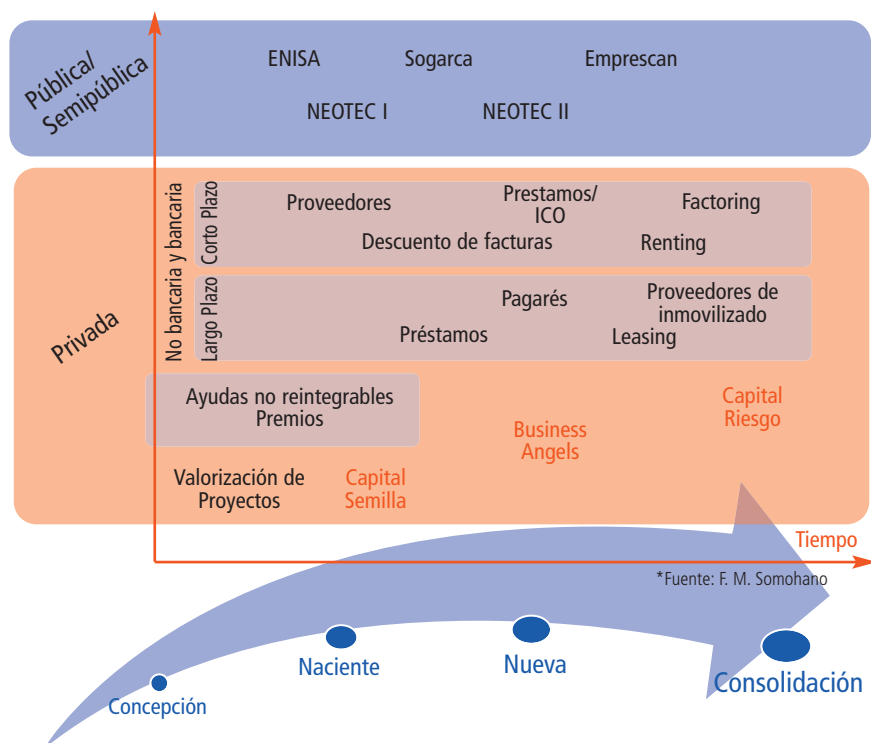 Pública/
Semipública
ENISA
Sogarca
Emprescan
NEOTEC I
NEOTEC II
Privada
No bancaria y bancaria
Corto Plazo
Proveedores
Prestamos/
ICO
Factoring
Descuento de facturas
Renting
Largo Plazo
Pagarés
Proveedores de
inmovilizado
Préstamos
Leasing
Ayudas no reintegrables
Premios
Business
Angels
Capital
Riesgo
Valorización de
Proyectos
Capital
Semilla
Tiempo
*Fuente: F. M. Somohano
Concepción
Naciente
Nueva
Consolidación